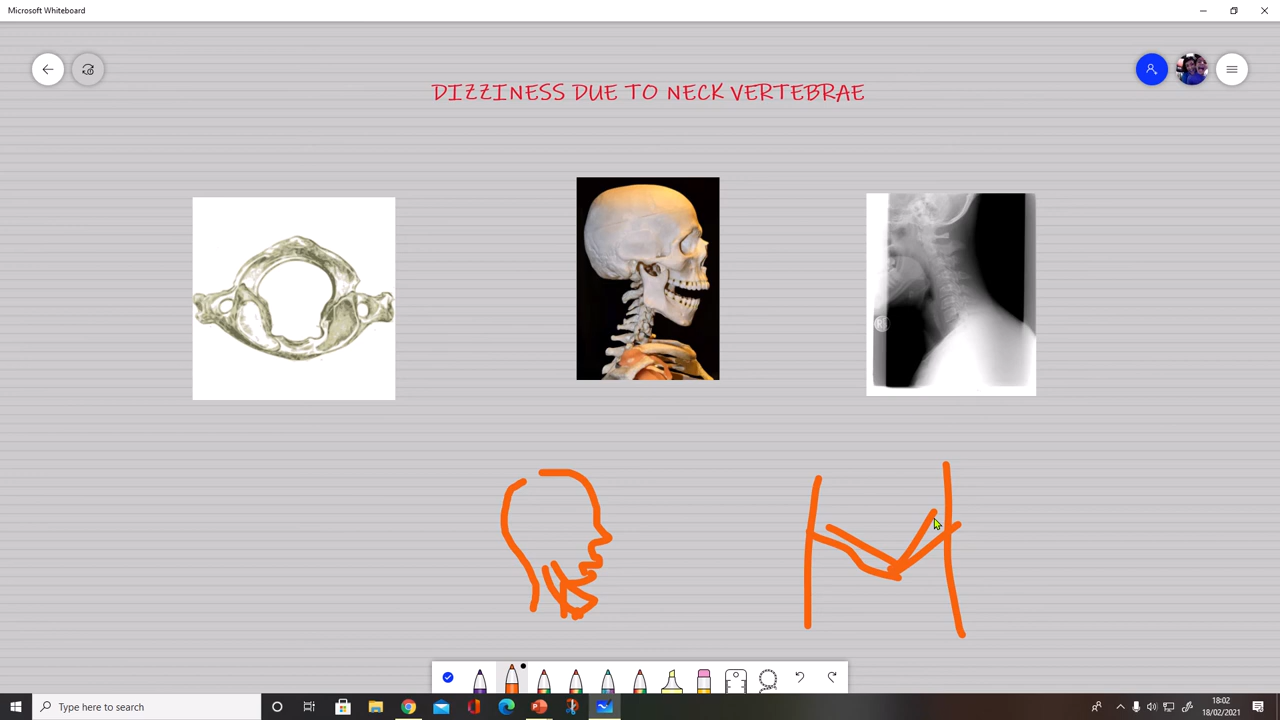 Microsoft Whiteboard
DIZZINESS DUE TO NECK VERTEBRAE
Type here to search
18:02
18/02/2021